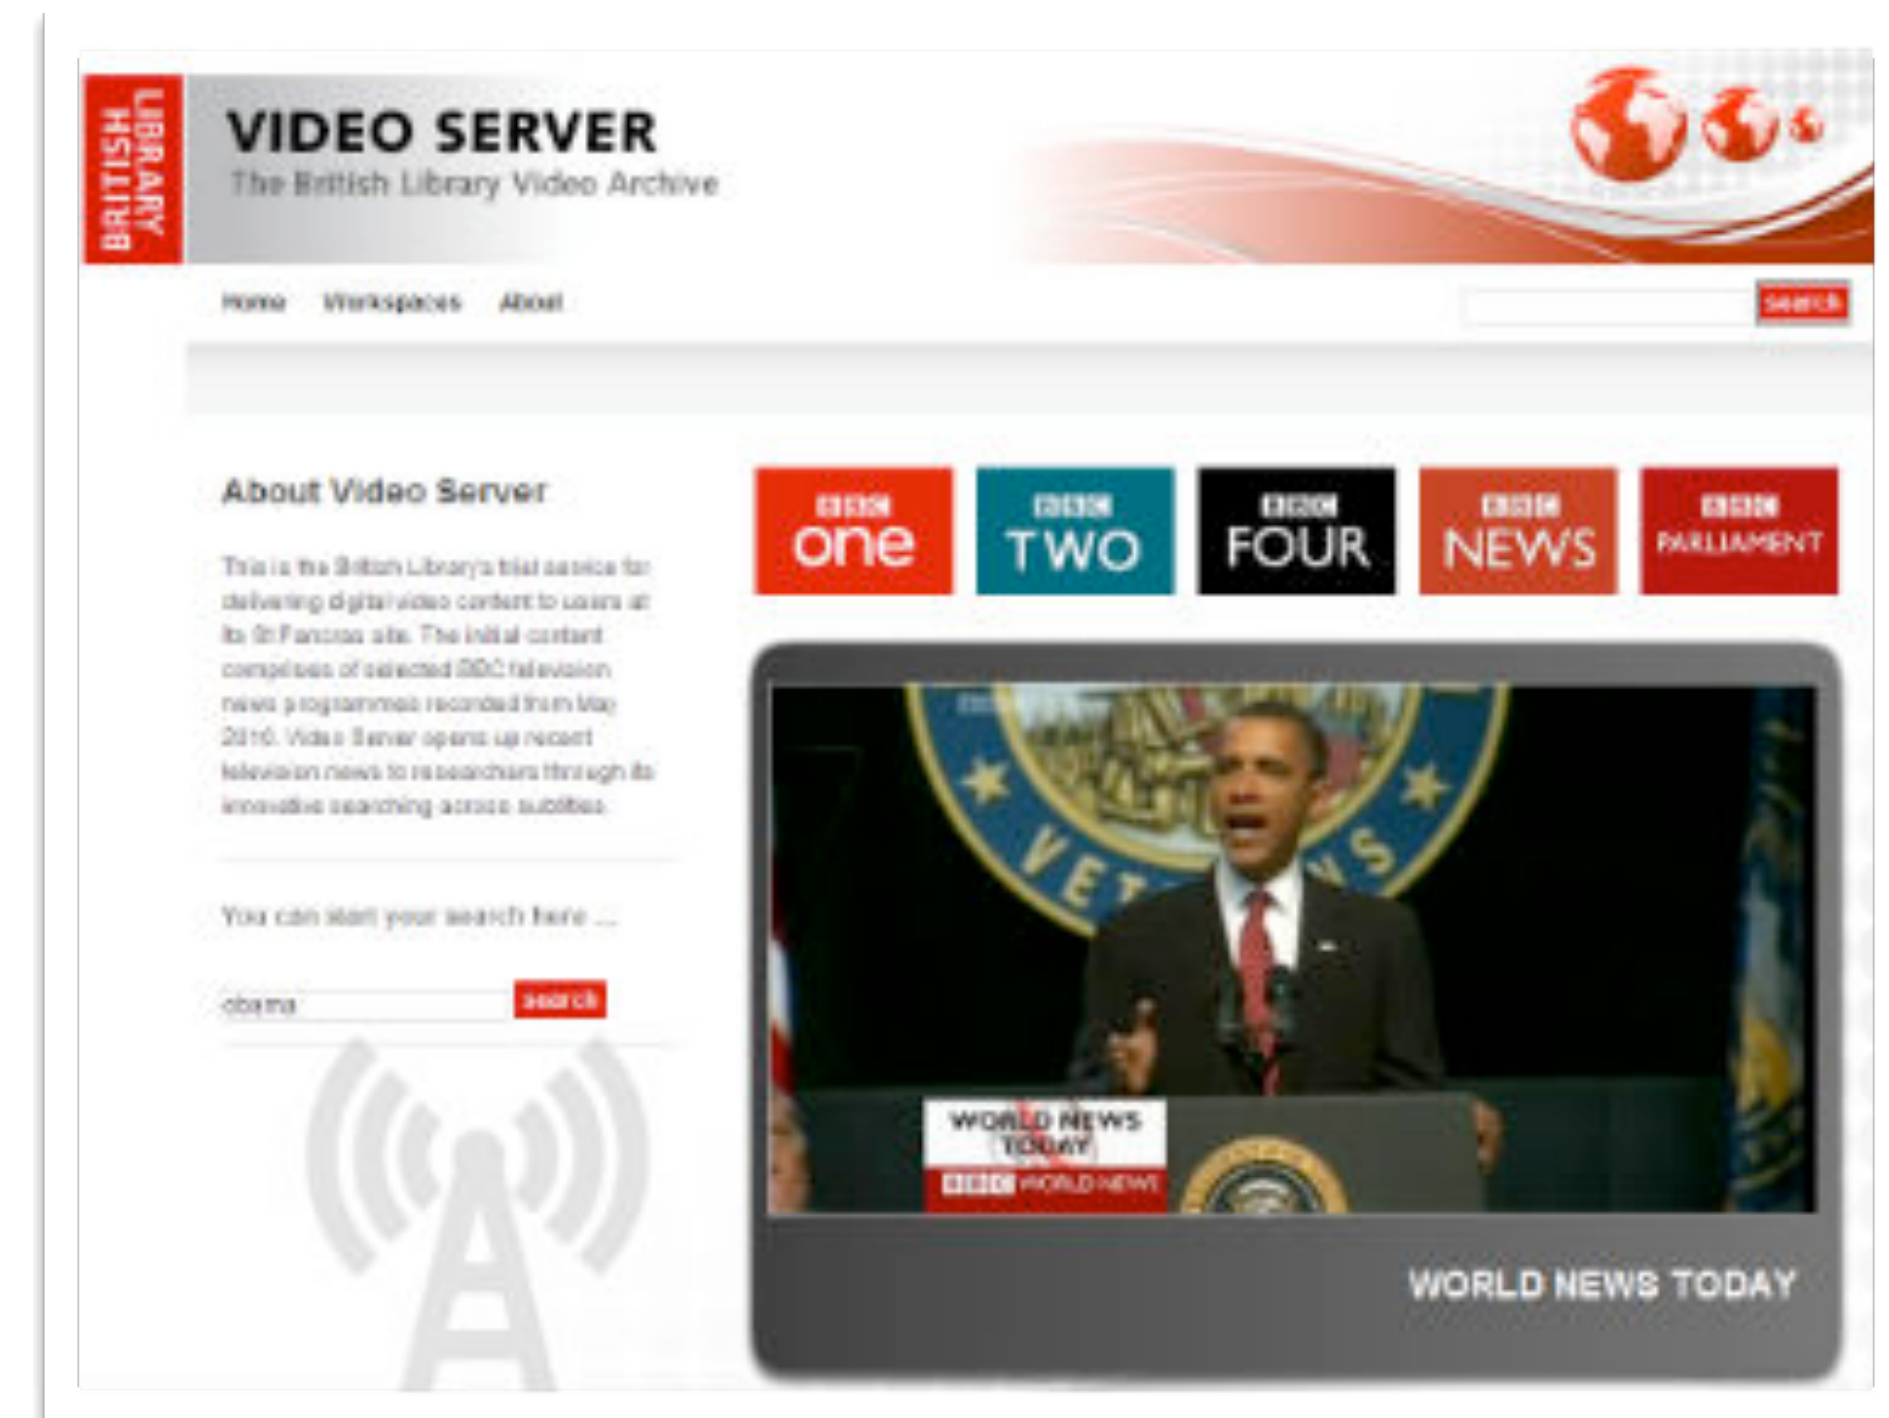 BRITISH
LIBRARY
VIDEO SERVER
The British Library Video Archive
Home Workspaces About
search
About Video Server
This is the British Library's trial service for
delivering digital video content to users at
its St Pancras site. The initial content
comprises of selected BBC television
news programmes recorded from May
2010. Video Server opens up recent
television news to researchers through its
innovative searching across subtitles.
You can start your search here ...
obama search
BBC one
BBC TWO
BBC FOUR
BBC NEWS
BBC PARLIAMENT
VET NS
WORLD NEWS
TODAY
BBC WORLD NEWS
WORLD NEWS TODAY